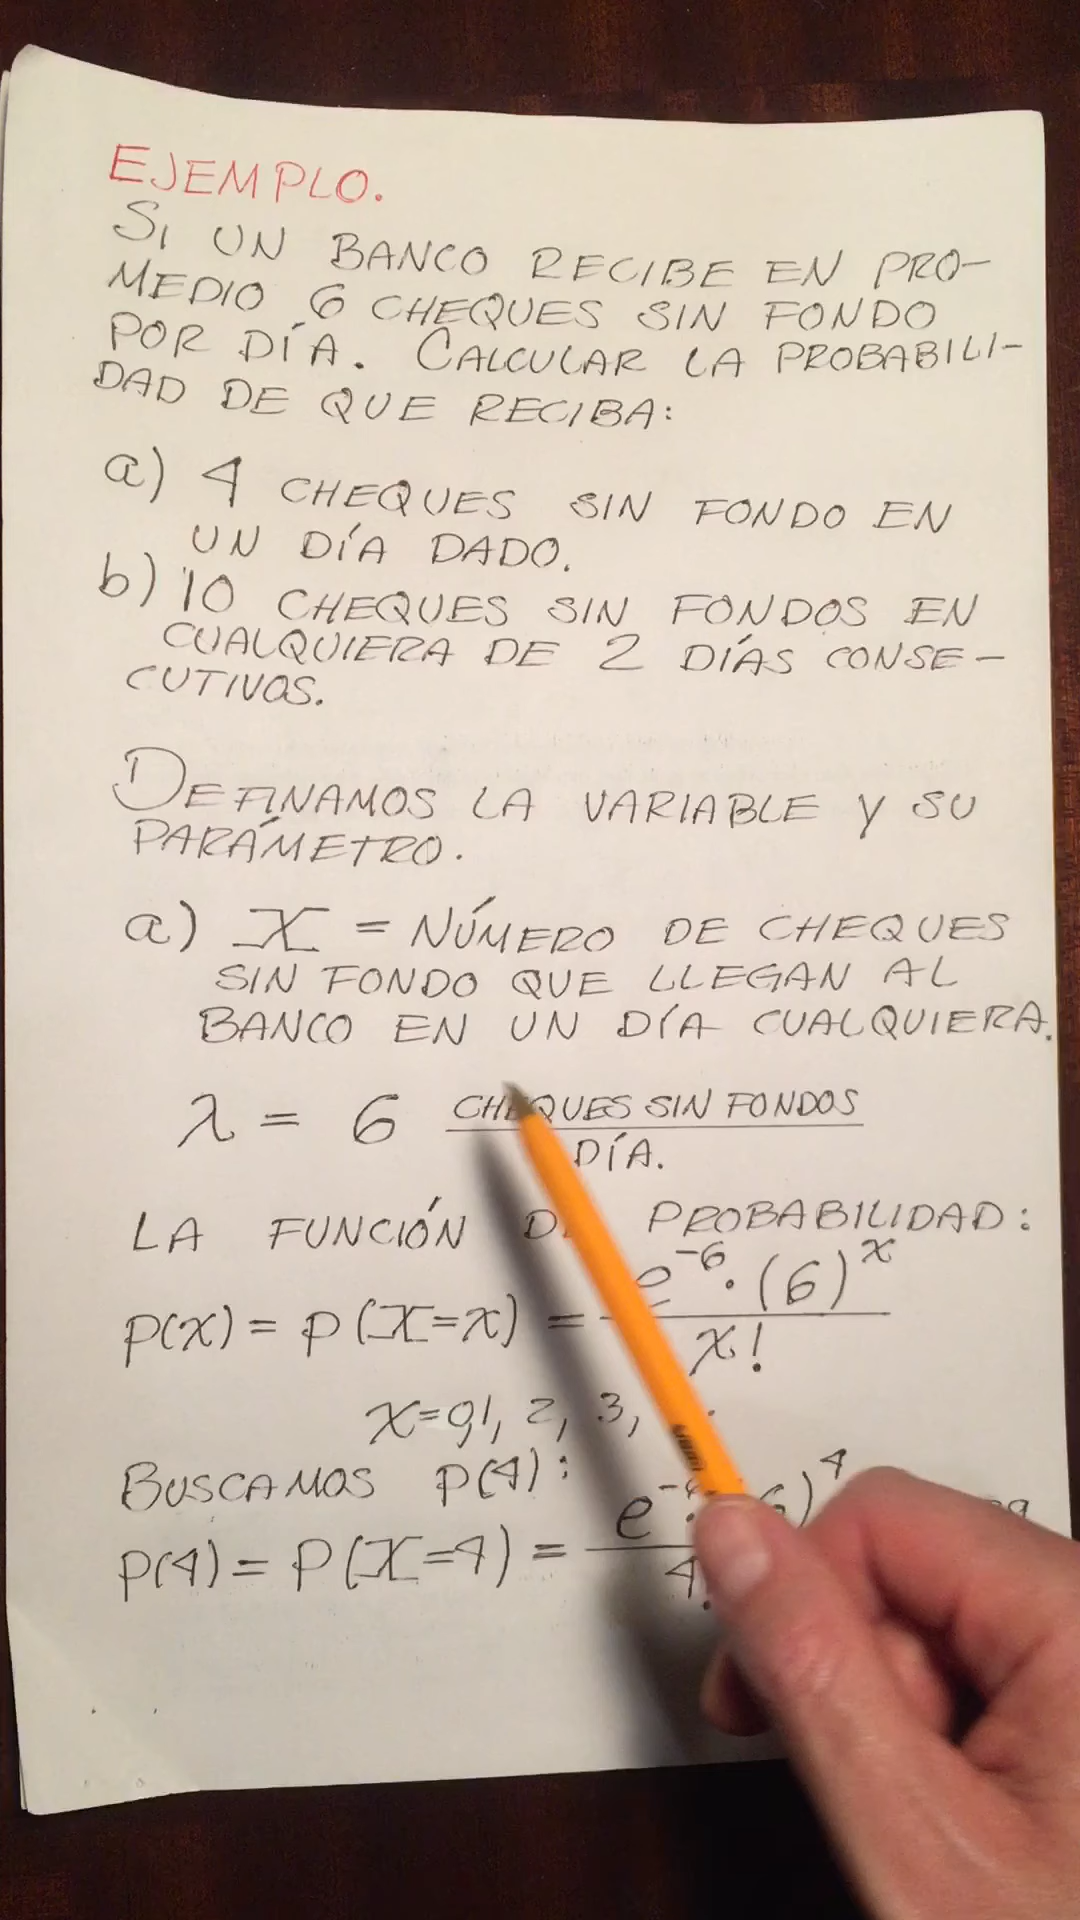 EJEMPLO.
SI UN BANCO RECIBE EN PRO-
MEDIO 6 CHEQUES SIN FONDO
POR DÍA. CALCULAR LA PROBABILI-
DAD DE QUE RECIBA:
a) 4 CHEQUES SIN FONDO EN
UN DÍA DADO.
b) 10 CHEQUES SIN FONDOS EN
CUALQUIERA DE 2 DÍAS CONSE-
CUTIVOS.
DEFINAMOS LA VARIABLE Y SU
PARÁMETRO.
a) X = NÚMERO DE CHEQUES
SIN FONDO QUE LLEGAN AL
BANCO EN UN DÍA CUALQUIERA.
λ = 6 CHEQUES SIN FONDOS
DÍA.
LA FUNCIÓN PROBABILIDAD:
e^-6 · (6)^x
p(x) = P(X=x) =
x!
x=0,1, 2, 3,
BUSCAMOS P(4):
P(4) = P(X=4) =